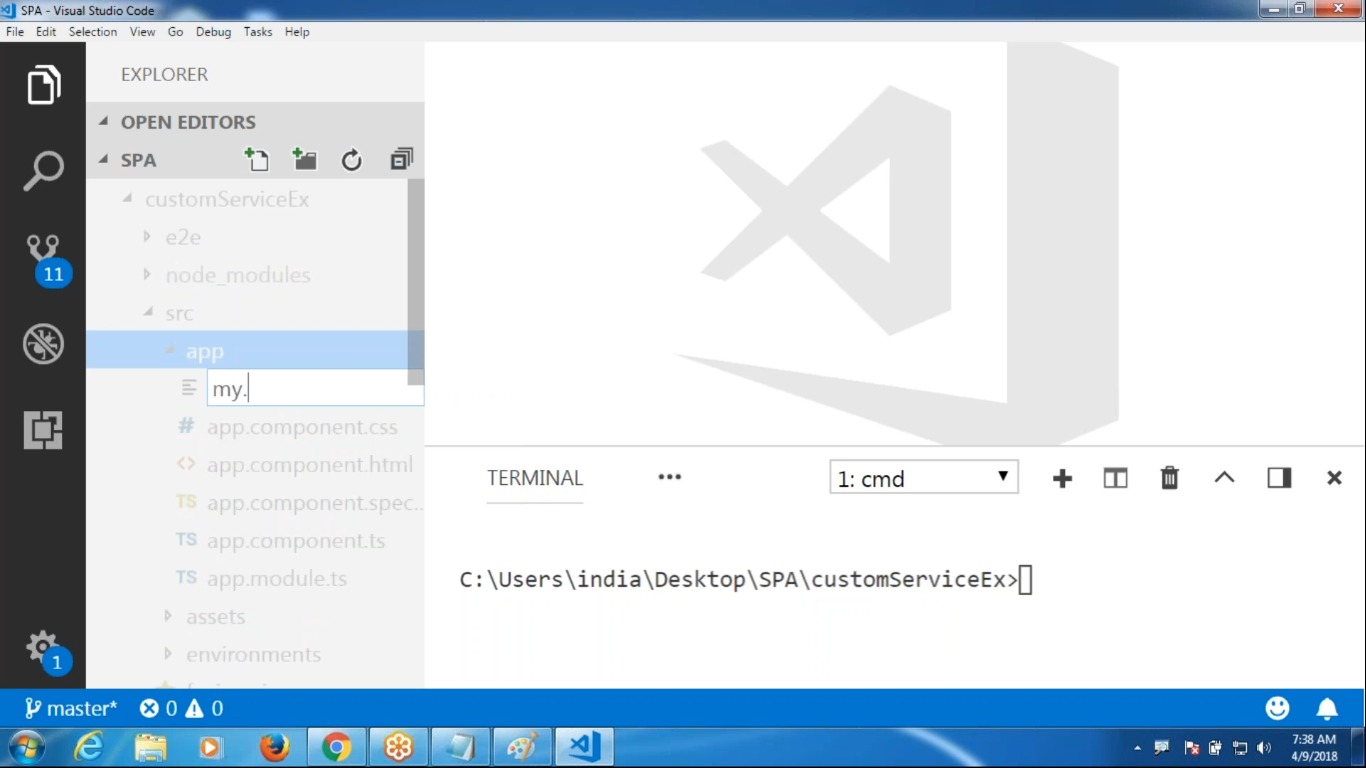 SPA - Visual Studio Code
File Edit Selection View Go Debug Tasks Help
EXPLORER
OPEN EDITORS
SPA
customServiceEx
e2e
node_modules
11
src
app
my.
# app.component.css
<> app.component.html
TS app.component.spec...
TS app.component.ts
TS app.module.ts
assets
environments
1
TERMINAL ••• 1: cmd
C:\Users\india\Desktop\SPA\customServiceEx>
master* 0 0
7:38 AM
4/9/2018